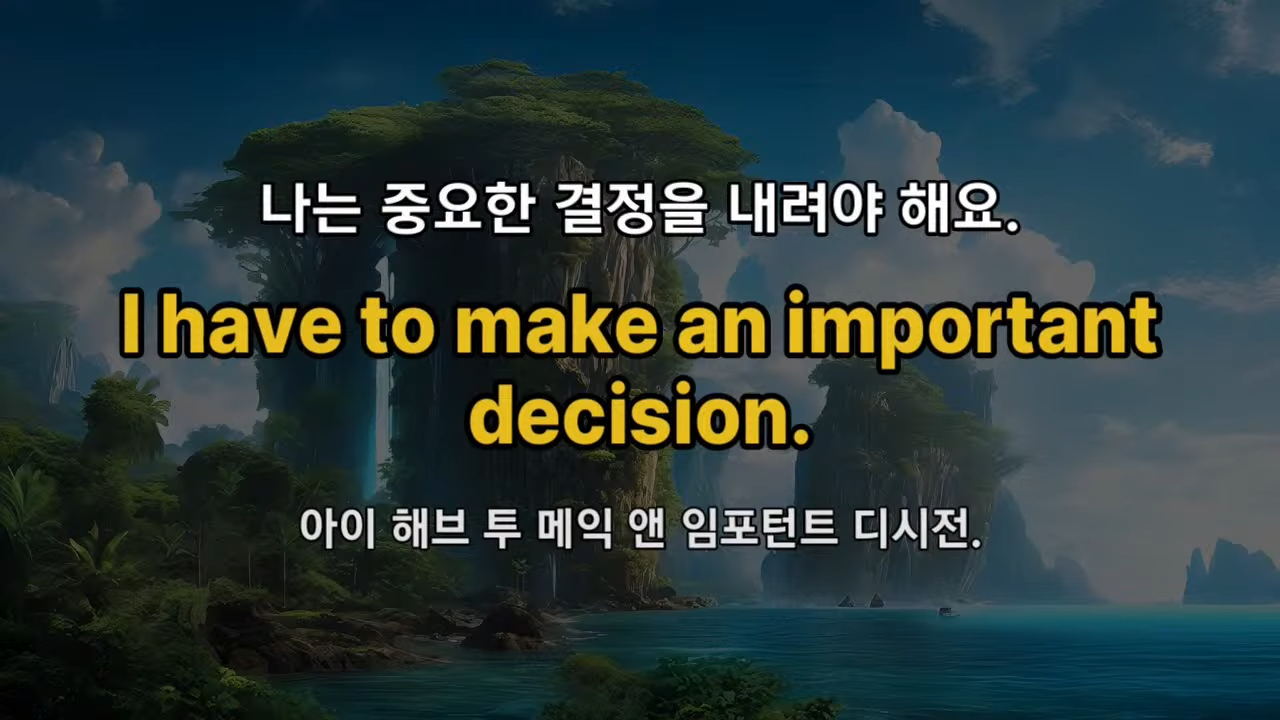 나는 중요한 결정을 내려야 해요.
I have to make an important
decision.
아이 해브 투 메익 앤 임포턴트 디시전.